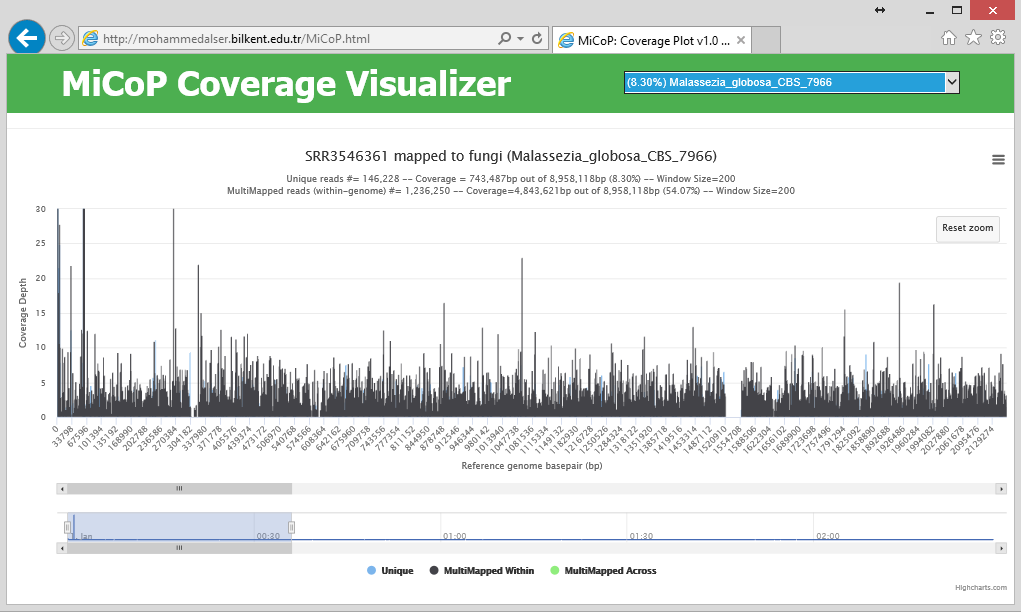 http://mohammedalser.bilkent.edu.tr/MiCoP.html
MiCoP: Coverage Plot v1.0 ...
MiCoP Coverage Visualizer
(8.30%) Malassezia_globosa_CBS_7966
SRR3546361 mapped to fungi (Malassezia_globosa_CBS_7966)
Unique reads #= 146,228 -- Coverage = 743,487bp out of 8,958,118bp (8.30%) -- Window Size=200
MultiMapped reads (within-genome) #= 1,236,250 -- Coverage=4,843,621bp out of 8,958,118bp (54.07%) -- Window Size=200
Reset zoom
Coverage Depth
30
25
20
15
10
5
0
0 33798 67596 101394 135192 168990 202788 236586 270384 304182 337980 371778 405576 439374 473172 506970 540768 574566 608364 642162 675960 709758 743556 777354 811152 844950 878748 912546 946344 980142 1013940 1047738 1081536 1115334 1149132 1182930 1216728 1250526 1284324 1318122 1351920 1385718 1419516 1453314 1487112 1520910 1554708 1588506 1622304 1656102 1689900 1723698 1757496 1791294 1825092 1858890 1892688 1926486 1960284 1994082 2027880 2061678 2095476 2129274
Reference genome basepair (bp)
Jan 00:30 01:00 01:30 02:00
Unique MultiMapped Within MultiMapped Across
Highcharts.com